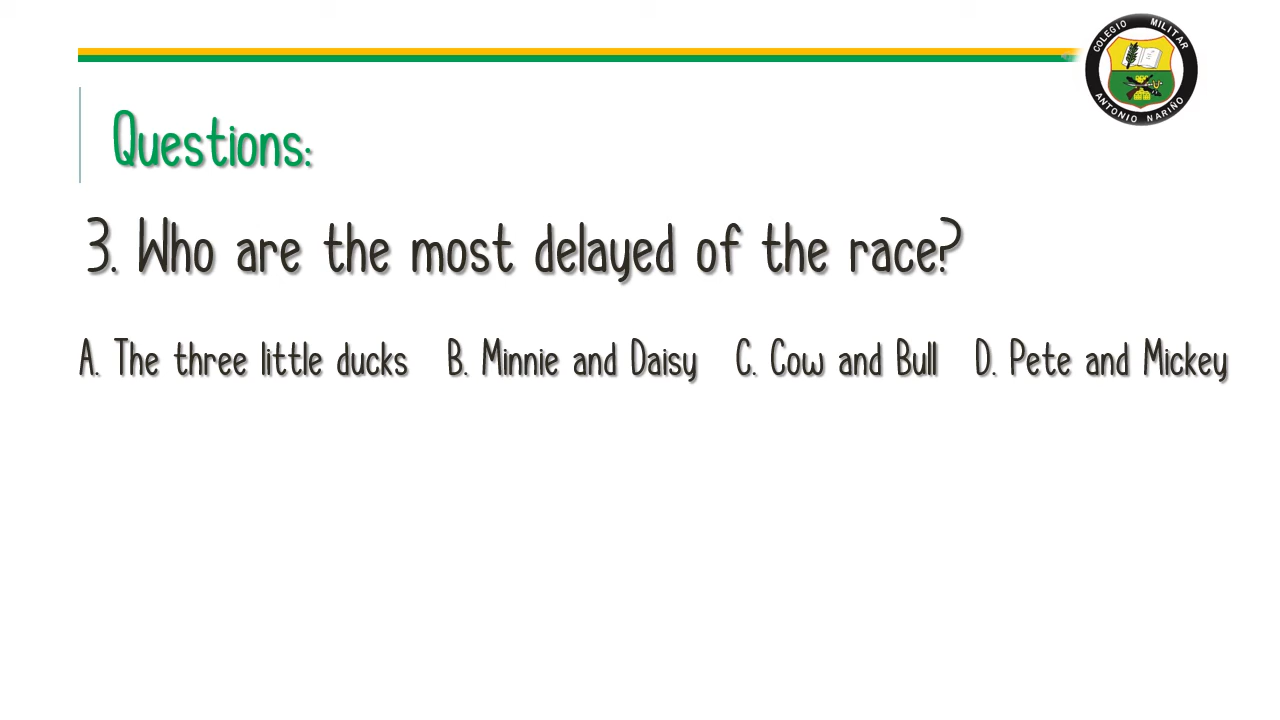 COLEGIO MILITAR
ANTONIO NARIÑO
Questions:
3. Who are the most delayed of the race?
A. The three little ducks B. Minnie and Daisy C. Cow and Bull D. Pete and Mickey